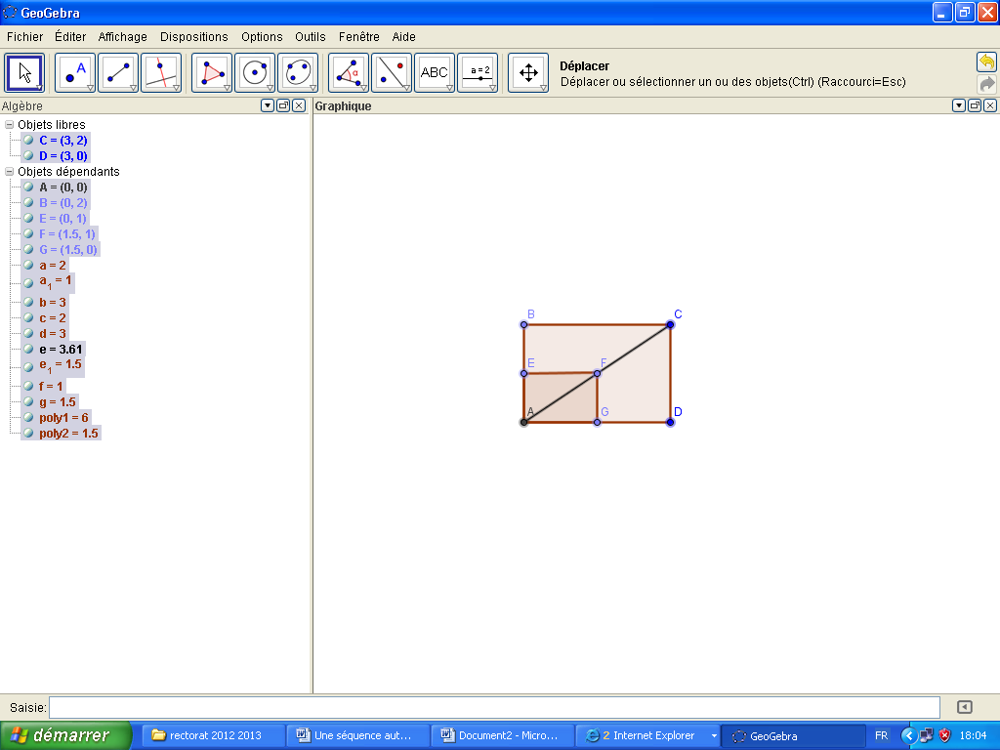 GeoGebra
Fichier Éditer Affichage Dispositions Options Outils Fenêtre Aide
A
α
ABC
a=2
Déplacer
Déplacer ou sélectionner un ou des objets(Ctrl) (Raccourci=Esc)
Algèbre
Graphique
Objets libres
C = (3, 2)
D = (3, 0)
Objets dépendants
A = (0, 0)
B = (0, 2)
E = (0, 1)
F = (1.5, 1)
G = (1.5, 0)
a = 2
a1 = 1
b = 3
c = 2
d = 3
e = 3.61
e1 = 1.5
f = 1
g = 1.5
poly1 = 6
poly2 = 1.5
B C
E F
A G D
Saisie:
démarrer rectorat 2012 2013 Une séquence aut... Document2 - Micro... 2 Internet Explorer GeoGebra FR 18:04